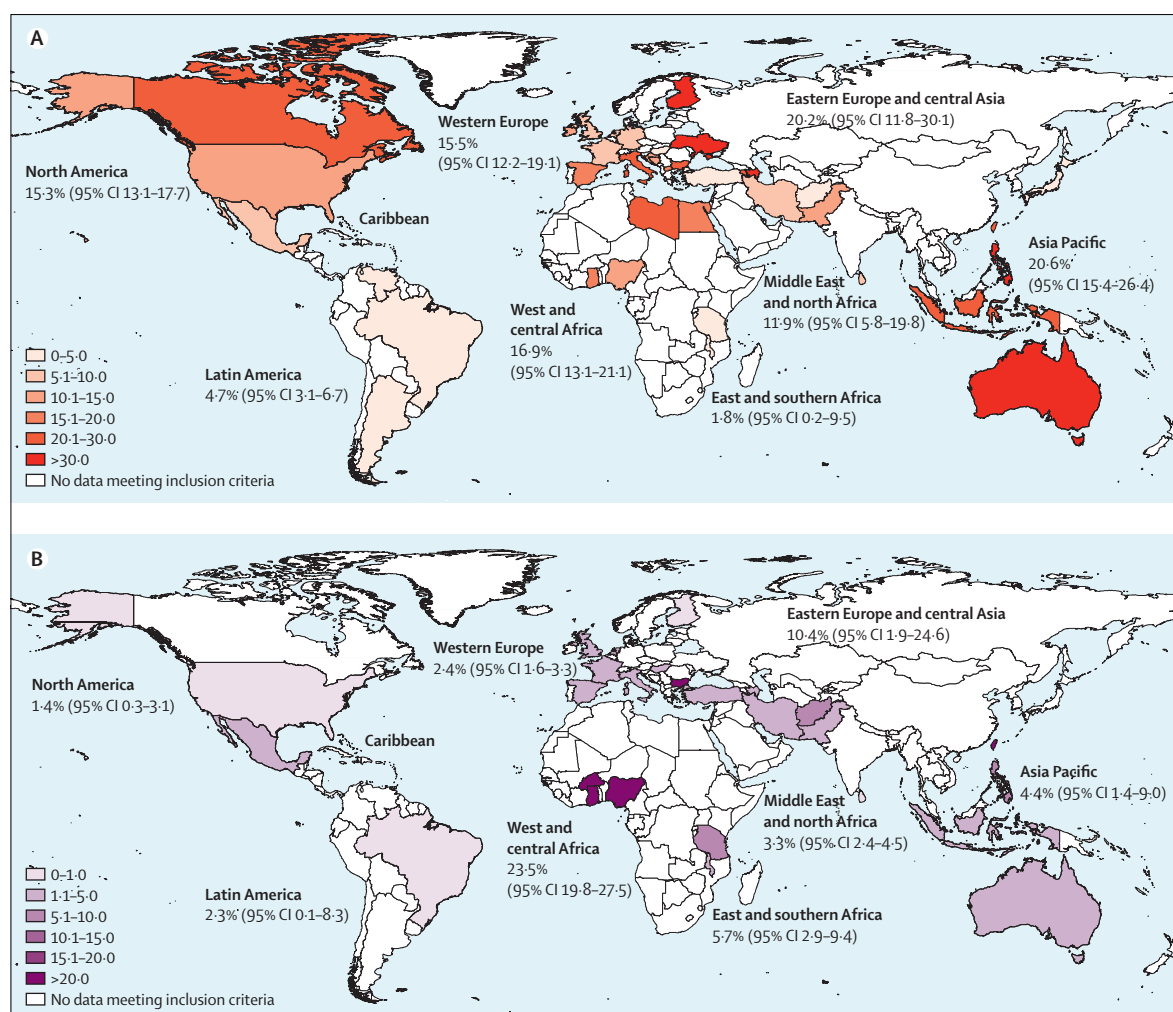 A
Eastern Europe and central Asia
20·2% (95% CI 11·8–30·1)
Western Europe
15·5%
(95% CI 12·2–19·1)
North America
15·3% (95% CI 13·1–17·7)
Caribbean
Asia Pacific
20·6%
(95% CI 15·4–26·4)
Middle East
and north Africa
11·9% (95% CI 5·8–19·8)
West and
central Africa
16·9%
(95% CI 13·1–21·1)
Latin America
4·7% (95% CI 3·1–6·7)
East and southern Africa
1·8% (95% CI 0·2–9·5)
0–5·0
5·1–10·0
10·1–15·0
15·1–20·0
20·1–30·0
>30·0
No data meeting inclusion criteria
B
Eastern Europe and central Asia
10·4% (95% CI 1·9–24·6)
Western Europe
2·4% (95% CI 1·6–3·3)
North America
1·4% (95% CI 0·3–3·1)
Caribbean
Asia Pacific
4·4% (95% CI 1·4–9·0)
Middle East
and north Africa
3·3% (95% CI 2·4–4·5)
West and
central Africa
23·5%
(95% CI 19·8–27·5)
Latin America
2·3% (95% CI 0·1–8·3)
East and southern Africa
5·7% (95% CI 2·9–9·4)
0–1·0
1·1–5·0
5·1–10·0
10·1–15·0
15·1–20·0
>20·0
No data meeting inclusion criteria